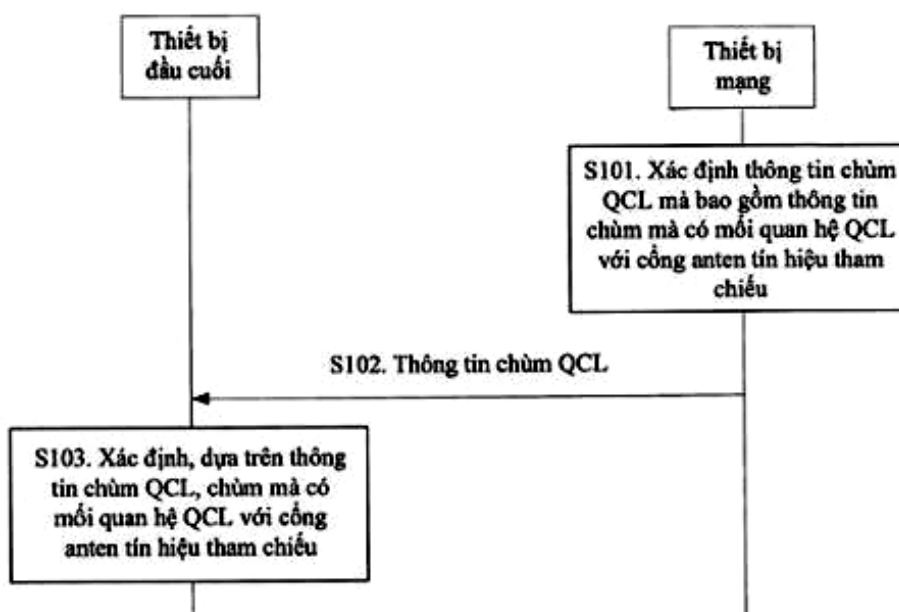 Thiết bị
đầu cuối
Thiết bị
mạng
S101. Xác định thông tin chùm
QCL mà bao gồm thông tin
chùm mà có mối quan hệ QCL
với cổng anten tín hiệu tham
chiếu
S102. Thông tin chùm QCL
S103. Xác định, dựa trên thông
tin chùm QCL, chùm mà có
mối quan hệ QCL với cổng
anten tín hiệu tham chiếu